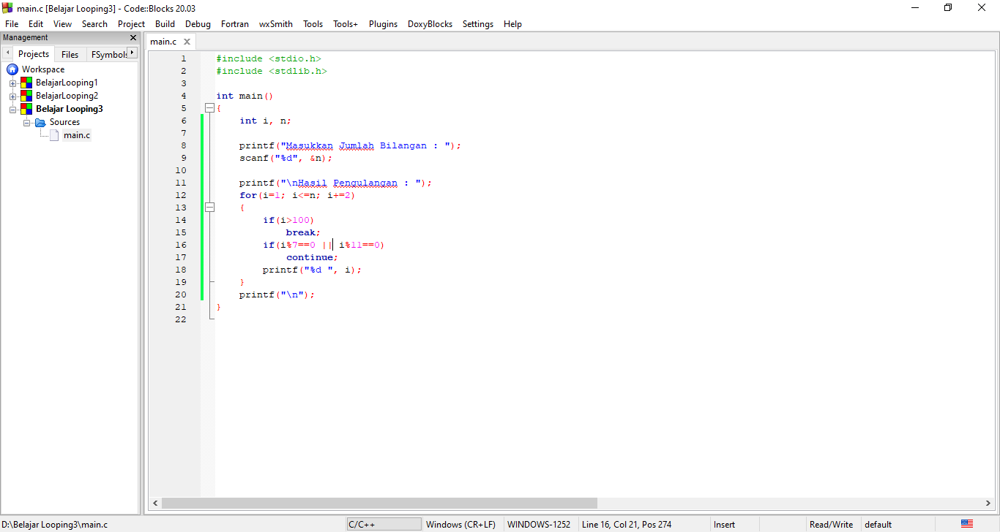 main.c [Belajar Looping3] - Code::Blocks 20.03
File Edit View Search Project Build Debug Fortran wxSmith Tools Tools+ Plugins DoxyBlocks Settings Help
Management
Projects Files FSymbols
Workspace
BelajarLooping1
BelajarLooping2
Belajar Looping3
Sources
main.c
main.c
1 #include <stdio.h>
2 #include <stdlib.h>
3
4 int main()
5 {
6 int i, n;
7
8 printf("Masukkan Jumlah Bilangan : ");
9 scanf("%d", &n);
10
11 printf("\nHasil Pengulangan : ");
12 for(i=1; i<=n; i+=2)
13 {
14 if(i>100)
15 break;
16 if(i%7==0 || i%11==0)
17 continue;
18 printf("%d ", i);
19 }
20 printf("\n");
21 }
22
D:\Belajar Looping3\main.c C/C++ Windows (CR+LF) WINDOWS-1252 Line 16, Col 21, Pos 274 Insert Read/Write default